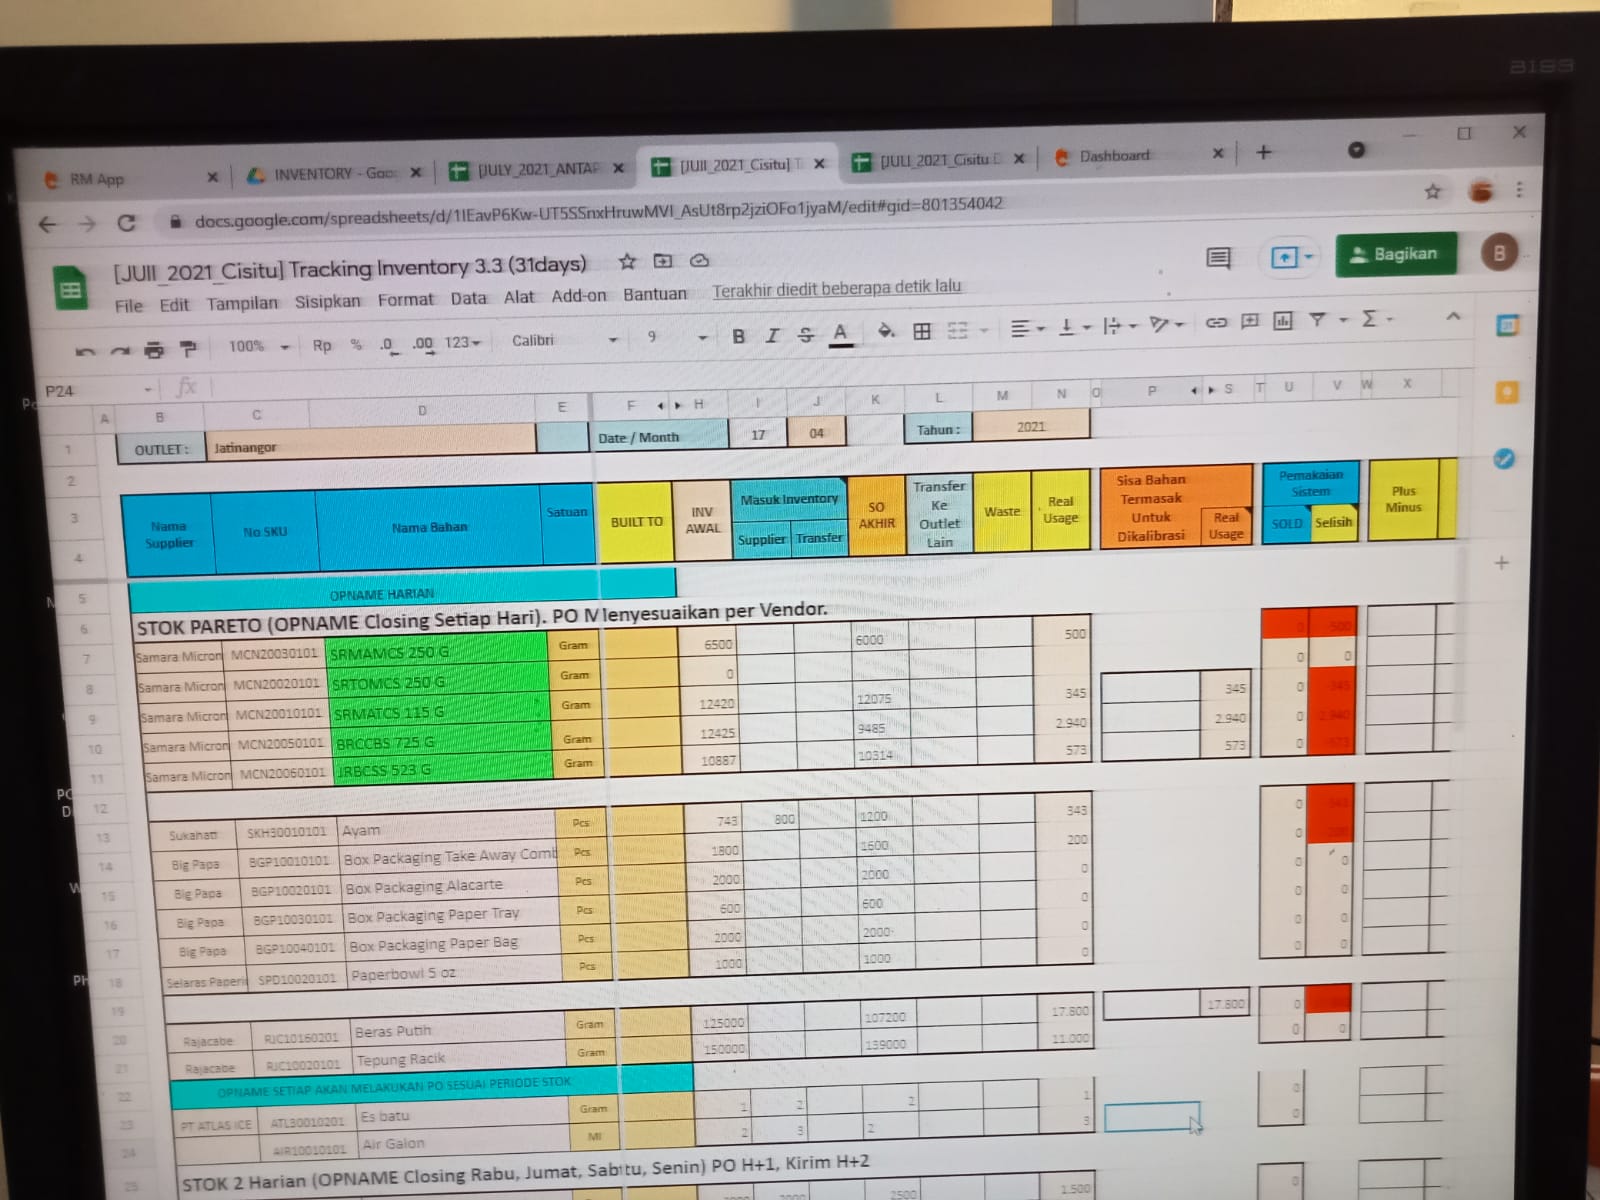 B189
RM App
INVERTORY - Goo
[JULY_2021_ANTAP
[JUII_2021_Cisitu] T
[JULI_2021_Cisitu D
Dashboard
docs.google.com/spreadsheets/d/1IEavP6Kw-UT5SSnxHruwMVI_AsUt8rp2jziOFo1jyaM/edit#gid=801354042
[JUII_2021_Cisitu] Tracking Inventory 3.3 (31days)
Bagikan
B
File Edit Tampilan Sisipkan Format Data Alat Add-on Bantuan Terakhir diedit beberapa detik lalu
100% Rp % .0 .00 123 Calibri 9 B I S A
P24 fx
A B C D E F H I J K L M N O P S T U V W X
1 OUTLET : Jatinangor Date / Month 17 04 Tahun : 2021
2
3
4
Nama Supplier No SKU Nama Bahan Satuan BUILT TO INV AWAL Masuk Inventory Supplier Transfer SO AKHIR Transfer Ke Outlet Lain Waste Real Usage Sisa Bahan Termasak Untuk Dikalibrasi Real Usage Pemakaian Sistem SOLD Selisih Plus Minus
5 OPNAME HARIAN
6 STOK PARETO (OPNAME Closing Setiap Hari). PO Menyesuaikan per Vendor.
7 Samara Micron MCN20030101 SRMAMCS 250 G Gram 6500 6000 500 0 500
8 Samara Micron MCN20020101 SRTOMCS 250 G Gram 0 0 0
9 Samara Micron MCN20010101 SRMATCS 115 G Gram 12420 12075 345 345 0 345
10 Samara Micron MCN20050101 BRCCBS 725 G Gram 12425 9485 2.940 2.940 0 2.940
11 Samara Micron MCN20060101 JRBCSS 523 G Gram 10887 10314 573 573 0 573
12
13 Sukahati SKH30010101 Ayam Pcs 743 800 1200 343 0 343
14 Big Papa BGP10010101 Box Packaging Take Away Comb Pcs 1800 1600 200 0 200
15 Big Papa BGP10020101 Box Packaging Alacarte Pcs 2000 2000 0 0 0
16 Big Papa BGP10030101 Box Packaging Paper Tray Pcs 600 600 0 0 0
17 Big Papa BGP10040101 Box Packaging Paper Bag Pcs 2000 2000 0 0 0
18 Selaras Paperi SPD10020101 Paperbowl 5 oz Pcs 1000 1000 0 0 0
19
20 Rajacabe RJC10160201 Beras Putih Gram 125000 107200 17.800 17.800 0
21 Rajacabe RJC10020101 Tepung Racik Gram 150000 139000 11.000 0 0
22 OPNAME SETIAP AKAN MELAKUKAN PO SESUAI PERIODE STOK
23 PT ATLAS ICE ATL30010201 Es batu Gram 1 2 2 1 0
24 AIR10010101 Air Galon Ml 2 3 2 3 0
25 STOK 2 Harian (OPNAME Closing Rabu, Jumat, Sabttu, Senin) PO H+1, Kirim H+2
2500 1.500 0